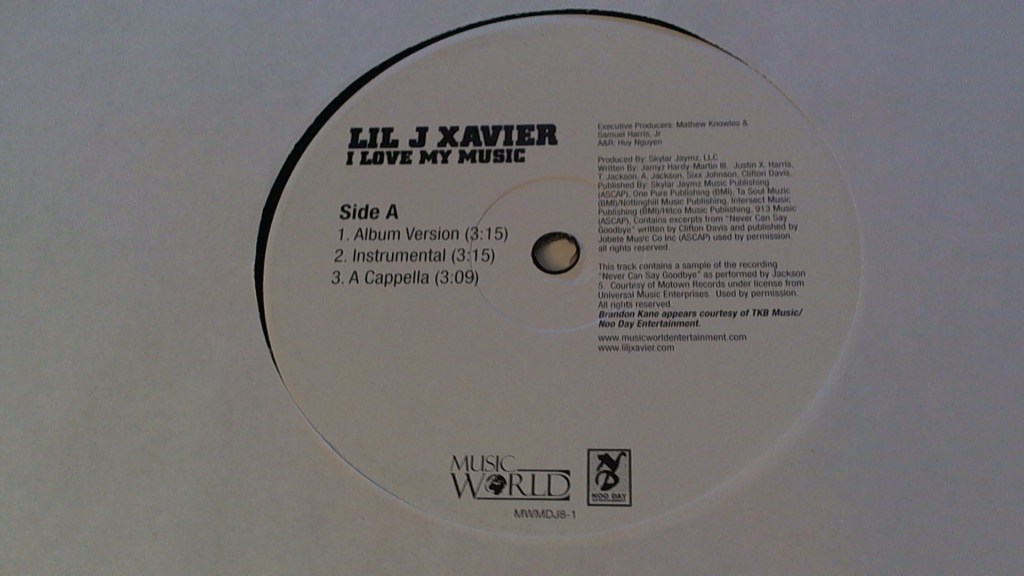 LIL J XAVIER
I LOVE MY MUSIC
Side A
1. Album Version (3:15)
2. Instrumental (3:15)
3. A Cappella (3:09)
Executive Producers: Mathew Knowles &
Samuel Harris, Jr
A&R: Huy Nguyen
Produced By: Skylar Jaymz, LLC
Written By: Jamyz Hardy-Martin III, Justin X. Harris,
T. Jackson, A. Jackson, Sixx Johnson, Clifton Davis.
Published By: Skylar Jaymz Music Publishing
(ASCAP), One Pure Publishing (BMI), Ta Soul Muzic
(BMI)/Nottinghill Music Publishing, Intersect Music
Publishing (BMI)/Hitco Music Publishing, 913 Music
(ASCAP). Contains excerpts from "Never Can Say
Goodbye" written by Clifton Davis and published by
Jobete Music Co Inc (ASCAP) used by permission.
all rights reserved.
This track contains a sample of the recording
"Never Can Say Goodbye" as performed by Jackson
5. Courtesy of Motown Records under license from
Universal Music Enterprises. Used by permission.
All rights reserved.
Brandon Kane appears courtesy of TKB Music/
Noo Day Entertainment.
www.musicworldentertainment.com
www.liljxavier.com
MUSIC
WORLD
ND
NOO DAY
MWMDJ8-1